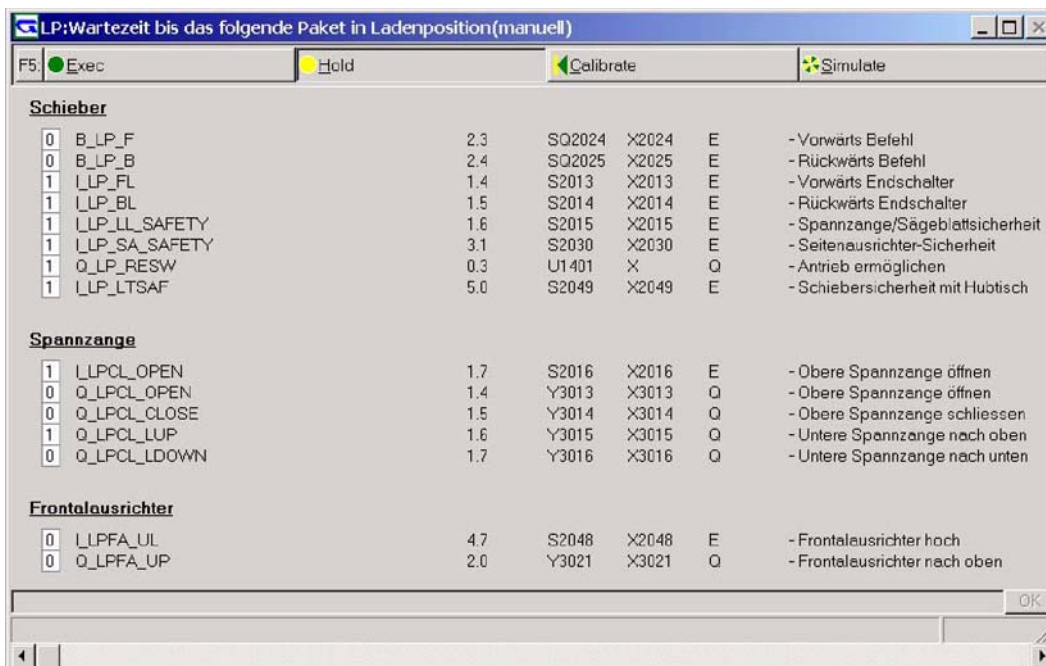 LP:Wartezeit bis das folgende Paket in Ladenposition(manuell)
F5: Exec Hold Calibrate Simulate
Schieber
0 B_LP_F 2.3 SQ2024 X2024 E - Vorwärts Befehl
0 B_LP_B 2.4 SQ2025 X2025 E - Rückwärts Befehl
1 I_LP_FL 1.4 S2013 X2013 E - Vorwärts Endschalter
1 I_LP_BL 1.5 S2014 X2014 E - Rückwärts Endschalter
1 I_LP_LL_SAFETY 1.6 S2015 X2015 E - Spannzange/Sägeblattsicherheit
1 I_LP_SA_SAFETY 3.1 S2030 X2030 E - Seitenausrichter-Sicherheit
1 Q_LP_RESW 0.3 U1401 X Q - Antrieb ermöglichen
1 I_LP_LTSAF 5.0 S2049 X2049 E - Schiebersicherheit mit Hubtisch
Spannzange
1 I_LPCL_OPEN 1.7 S2016 X2016 E - Obere Spannzange öffnen
0 Q_LPCL_OPEN 1.4 Y3013 X3013 Q - Obere Spannzange öffnen
0 Q_LPCL_CLOSE 1.5 Y3014 X3014 Q - Obere Spannzange schliessen
1 Q_LPCL_LUP 1.6 Y3015 X3015 Q - Untere Spannzange nach oben
0 Q_LPCL_LDOWN 1.7 Y3016 X3016 Q - Untere Spannzange nach unten
Frontalausrichter
0 I_LPFA_UL 4.7 S2048 X2048 E - Frontalausrichter hoch
0 Q_LPFA_UP 2.0 Y3021 X3021 Q - Frontalausrichter nach oben
OK